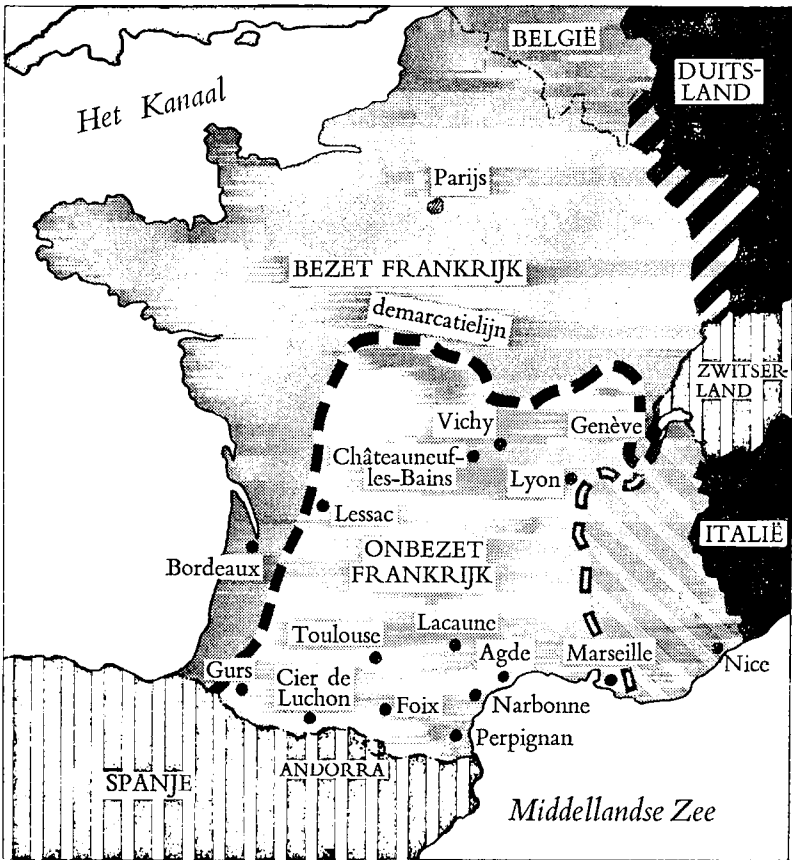 BELGIË
DUITS-
LAND
Het Kanaal
Parijs
BEZET FRANKRIJK
demarcatielijn
ZWITSER-
LAND
Vichy
Genève
Châteauneuf-
les-Bains
Lyon
Lessac
ITALIË
ONBEZET
FRANKRIJK
Bordeaux
Lacaune
Toulouse
Agde
Marseille
Nice
Gurs
Cier de
Luchon
Foix
Narbonne
Perpignan
ANDORRA
SPANJE
Middellandse Zee